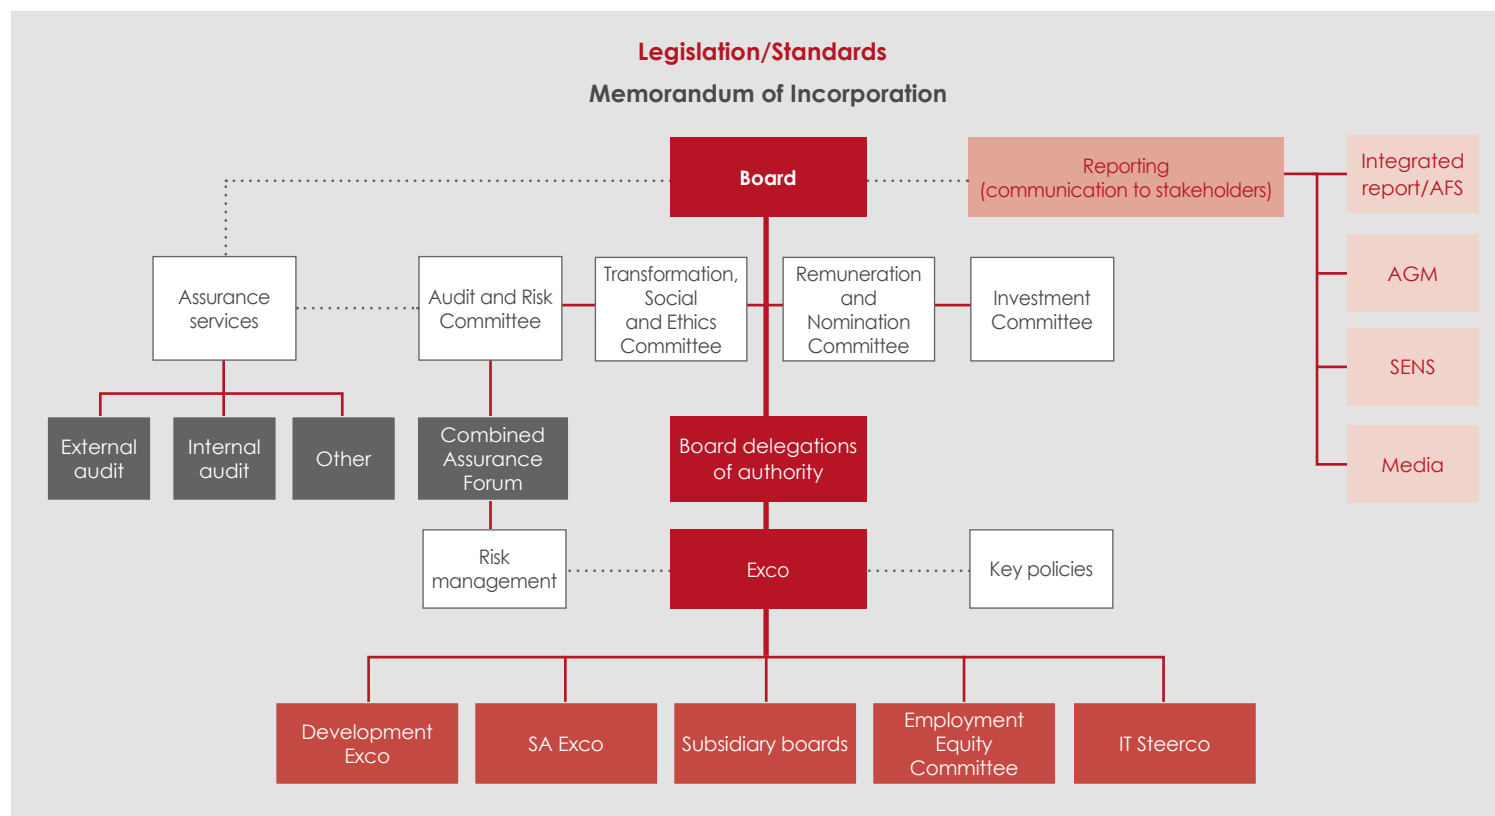 Legislation/Standards
Memorandum of Incorporation
Board
Reporting
(communication to stakeholders)
Integrated
report/AFS
AGM
SENS
Media
Assurance
services
Audit and Risk
Committee
Transformation,
Social
and Ethics
Committee
Remuneration
and
Nomination
Committee
Investment
Committee
External
audit
Internal
audit
Other
Combined
Assurance
Forum
Board delegations
of authority
Risk
management
Exco
Key policies
Development
Exco
SA Exco
Subsidiary boards
Employment
Equity
Committee
IT Steerco